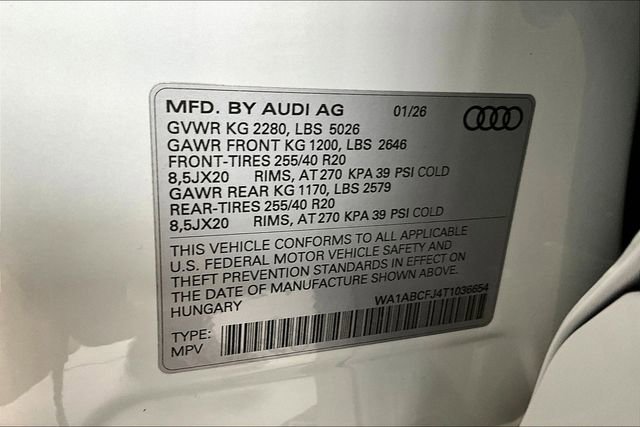 MFD. BY AUDI AG 01/26
GVWR KG 2280, LBS 5026
GAWR FRONT KG 1200, LBS 2646
FRONT-TIRES 255/40 R20
8,5JX20 RIMS, AT 270 KPA 39 PSI COLD
GAWR REAR KG 1170, LBS 2579
REAR-TIRES 255/40 R20
8,5JX20 RIMS, AT 270 KPA 39 PSI COLD
THIS VEHICLE CONFORMS TO ALL APPLICABLE
U.S. FEDERAL MOTOR VEHICLE SAFETY AND
THEFT PREVENTION STANDARDS IN EFFECT ON
THE DATE OF MANUFACTURE SHOWN ABOVE.
HUNGARY WA1ABCFJ4T1036654
TYPE:
MPV